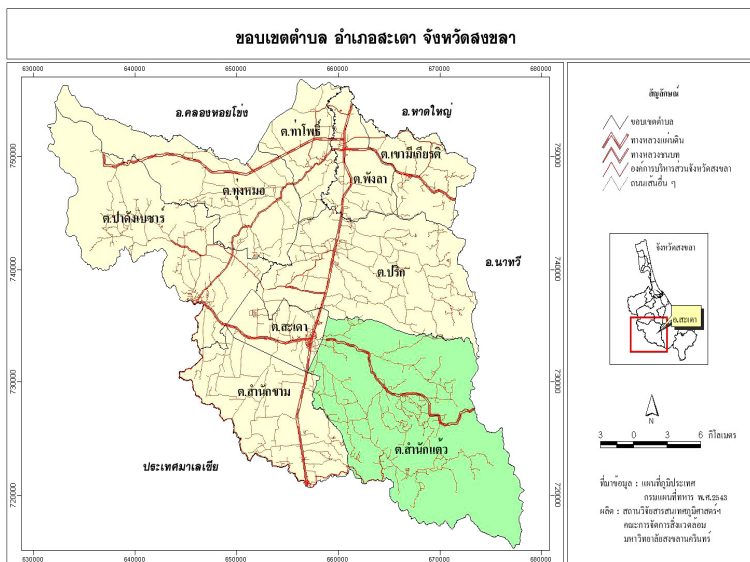 ขอบเขตตำบล อำเภอสะเดา จังหวัดสงขลา
630000 640000 650000 660000 670000 680000
อ.คลองหอยโข่ง
อ.หาดใหญ่
ต.ท่าโพธิ์
ต.เขามีเกียรติ
ต.พังลา
ต.ทุ่งหมอ
ต.ปาดังเบซาร์
ต.ปริก
อ.นาทวี
ต.สะเดา
ต.สำนักขาม
ต.สำนักแต้ว
ประเทศมาเลเซีย
750000 740000 730000 720000
750000 740000 730000 720000
630000 640000 650000 660000 670000 680000
สัญลักษณ์
ขอบเขตตำบล
ทางหลวงแผ่นดิน
ทางหลวงชนบท
องค์การบริหารส่วนจังหวัดสงขลา
ถนนเส้นอื่น ๆ
จังหวัดสงขลา
อ.สะเดา
N
3 0 3 6 กิโลเมตร
ที่มาข้อมูล : แผนที่ภูมิประเทศ
กรมแผนที่ทหาร พ.ศ.2543
ผลิต : สถานวิจัยสารสนเทศภูมิศาสตร์ฯ
คณะการจัดการสิ่งแวดล้อม
มหาวิทยาลัยสงขลานครินทร์